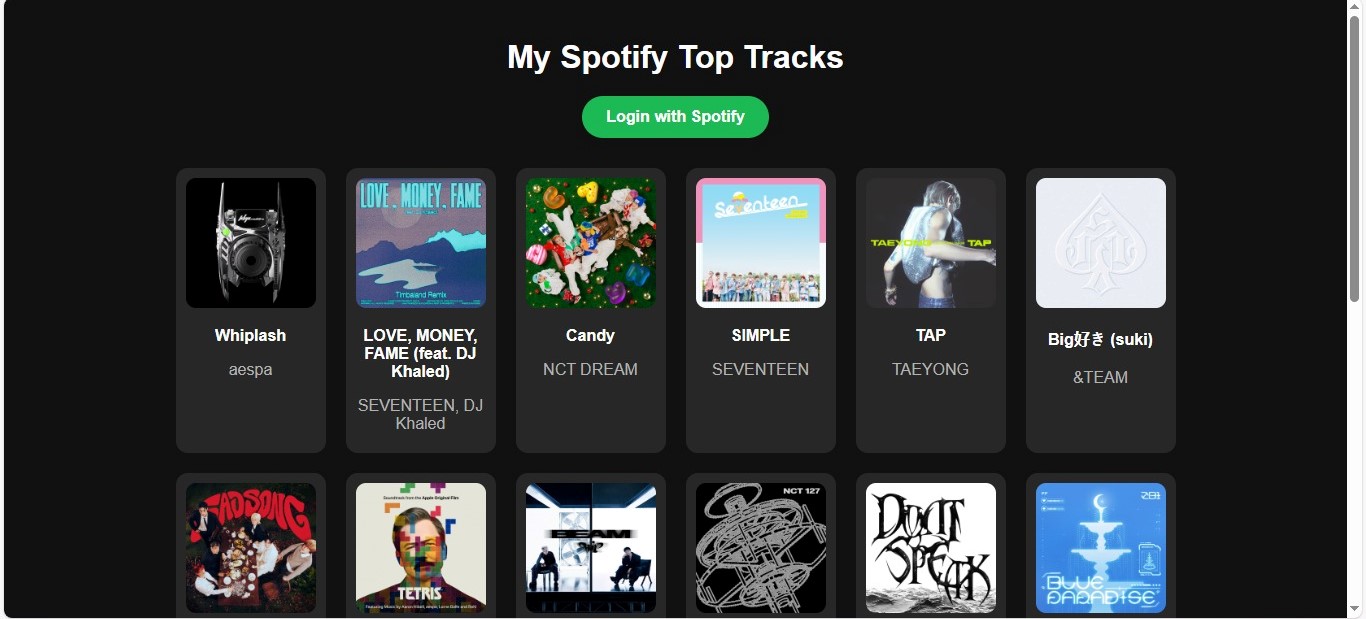 My Spotify Top Tracks
Login with Spotify
LOVE. MONEY. FAME
Timbaland Remix
Seventeen
TAEYONG
TAP
Whiplash
aespa
LOVE, MONEY,
FAME (feat. DJ
Khaled)
SEVENTEEN, DJ
Khaled
Candy
NCT DREAM
SIMPLE
SEVENTEEN
TAP
TAEYONG
Big好き (suki)
&TEAM
SAD SONG
Soundtrack from the Apple Original Film
TETRIS
BEAM
NCT 127
DON'T
SPEAK
BLUE
PARADISE